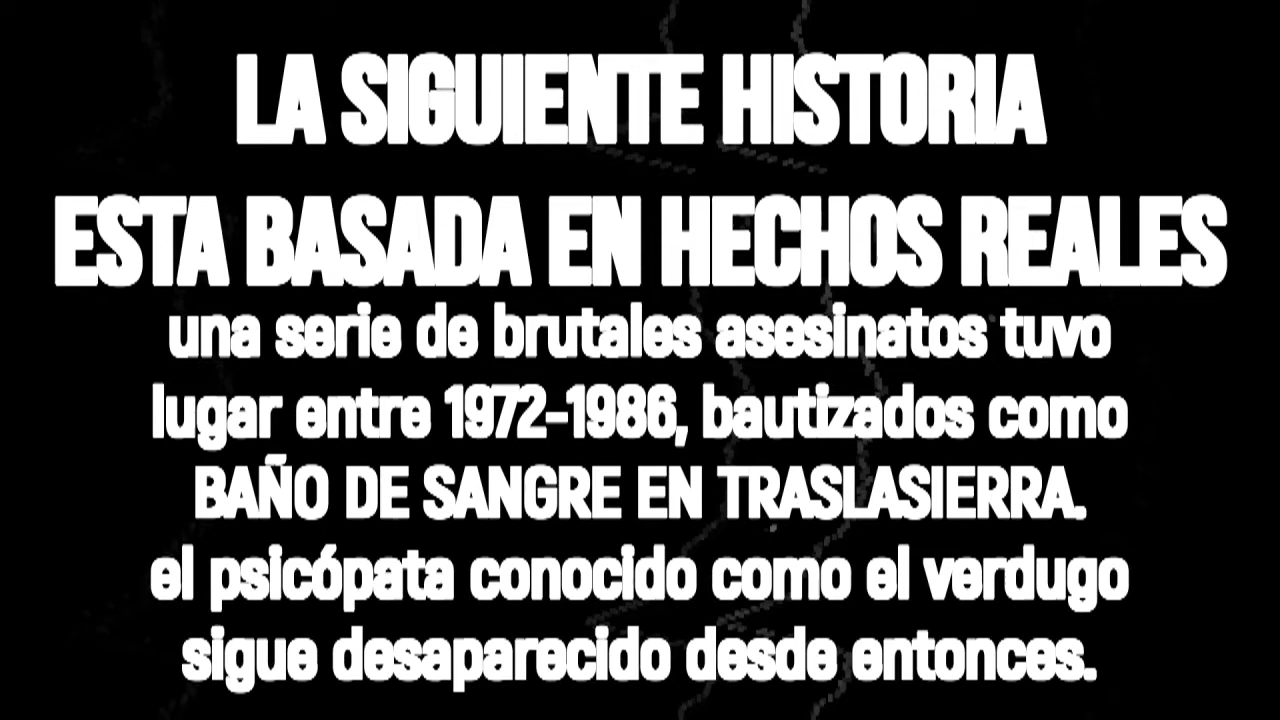 LA SIGUIENTE HISTORIA
ESTA BASADA EN HECHOS REALES
una serie de brutales asesinatos tuvo
lugar entre 1972-1986, bautizados como
BAÑO DE SANGRE EN TRASLASIERRA.
el psicópata conocido como el verdugo
sigue desaparecido desde entonces.